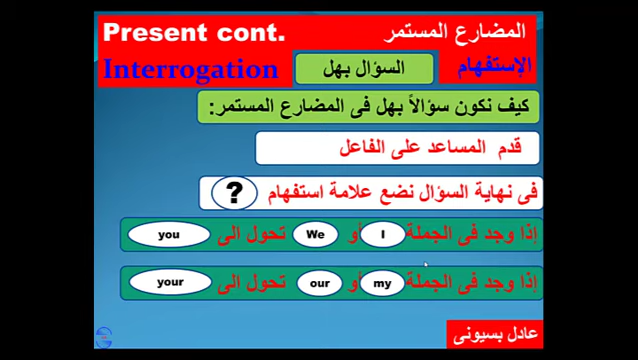 Present cont. المضارع المستمر
Interrogation السؤال بهل الإستفهام
كيف نكون سؤالاً بهل فى المضارع المستمر:
قدم المساعد على الفاعل
فى نهاية السؤال نضع علامة استفهام ?
إذا وجد فى الجملة I أو We تحول الى you
إذا وجد فى الجملة my أو our تحول الى your
عادل بسيونى